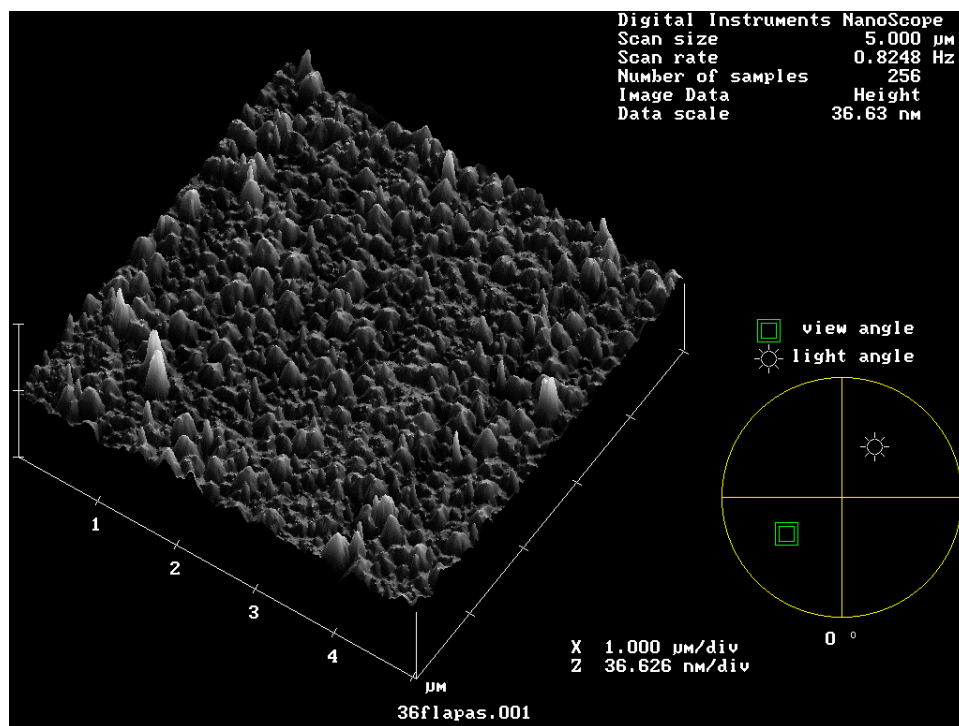 Digital Instruments NanoScope
Scan size 5.000 µm
Scan rate 0.8248 Hz
Number of samples 256
Image Data Height
Data scale 36.63 nm
view angle
light angle
1
2
3
4
µm
0 °
X 1.000 µm/div
Z 36.626 nm/div
36flapas.001